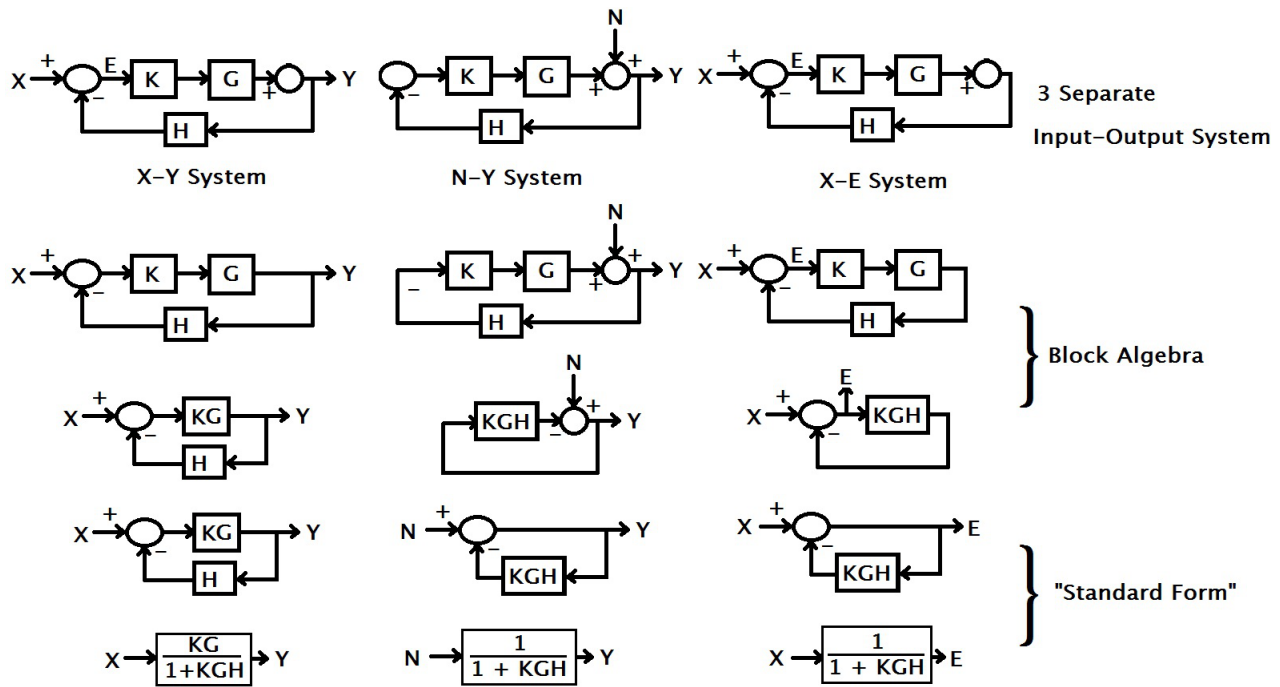 N N
X + E K G + Y K G + Y X + E K G
− + − + − +
H H H
3 Separate
Input-Output System
X-Y System N-Y System X-E System
N
X + K G Y K G + Y X + E K G
− − + −
H H H
Block Algebra
N E
X + KG Y KGH + Y X + KGH
− − −
H
X + KG Y N + Y X + E
− − −
H KGH KGH
"Standard Form"
KG 1 1
X Y N Y X E
1+KGH 1 + KGH 1 + KGH